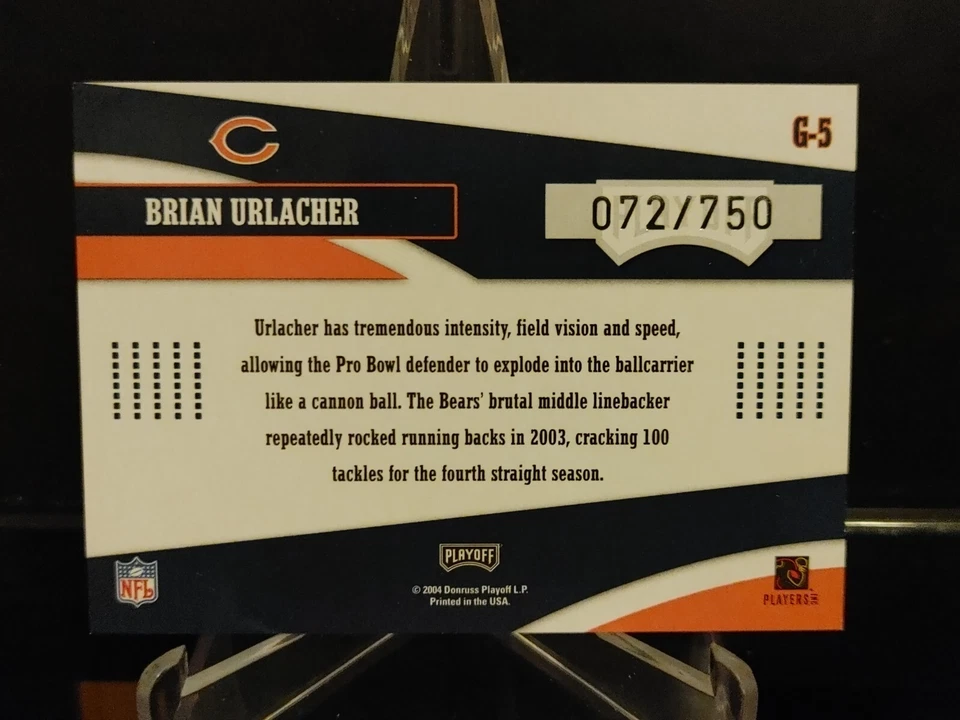 G-5
BRIAN URLACHER
072/750
Urlacher has tremendous intensity, field vision and speed,
allowing the Pro Bowl defender to explode into the ballcarrier
like a cannon ball. The Bears' brutal middle linebacker
repeatedly rocked running backs in 2003, cracking 100
tackles for the fourth straight season.
PLAYOFF
NFL
© 2004 Donruss Playoff L.P.
Printed in the USA.
PLAYERS INC